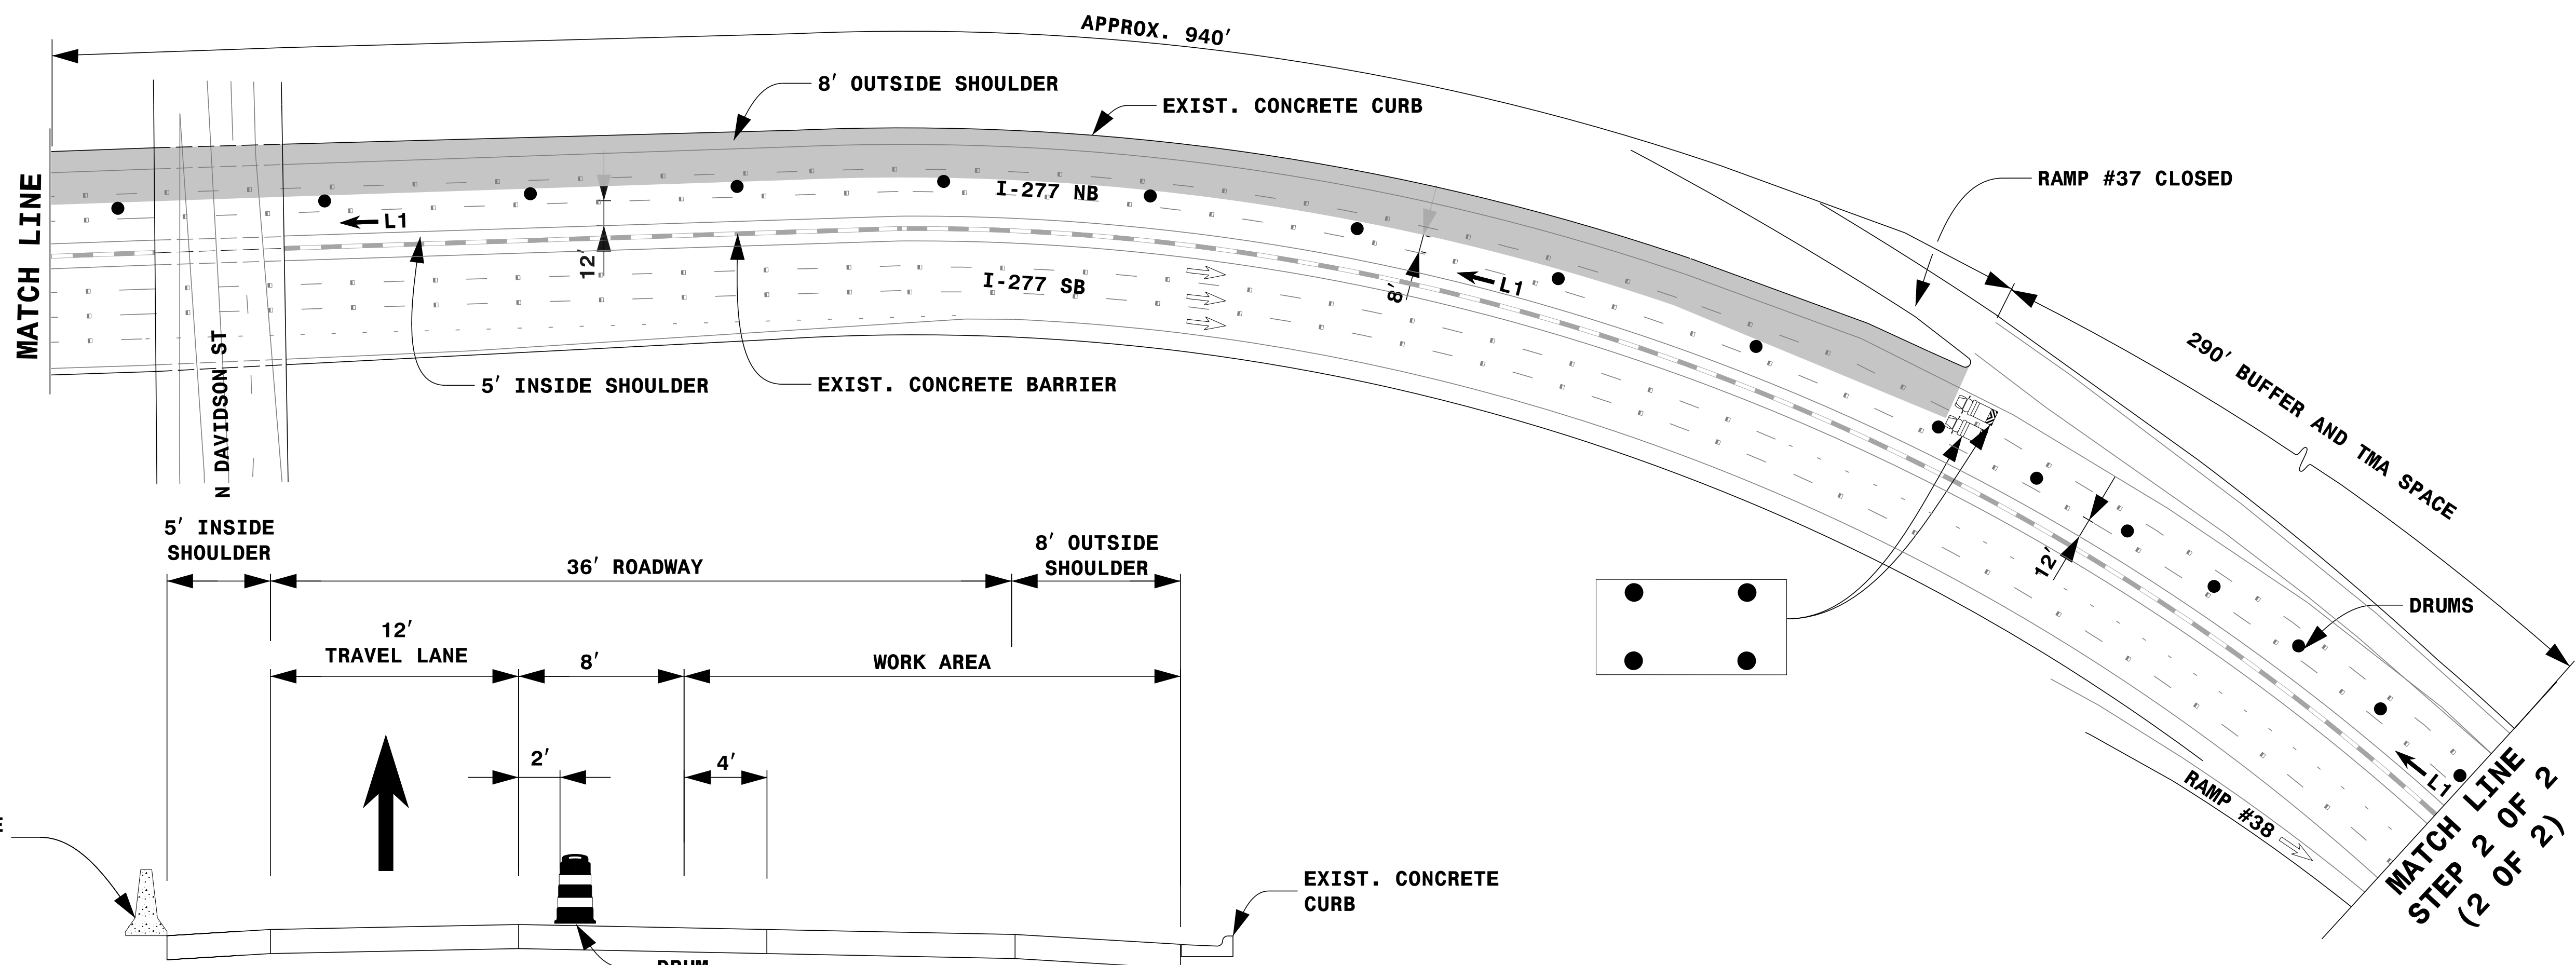 APPROX. 940'
8' OUTSIDE SHOULDER
EXIST. CONCRETE CURB
RAMP #37 CLOSED
MATCH LINE
I-277 NB
L1
12'
I-277 SB
8'
L1
N DAVIDSON ST
5' INSIDE SHOULDER
EXIST. CONCRETE BARRIER
290' BUFFER AND TMA SPACE
12'
DRUMS
L1
RAMP #38
MATCH LINE
STEP 2 OF 2
(2 OF 2)
5' INSIDE
SHOULDER
36' ROADWAY
8' OUTSIDE
SHOULDER
12'
TRAVEL LANE
8'
WORK AREA
2'
4'
E
EXIST. CONCRETE
CURB
DRUM